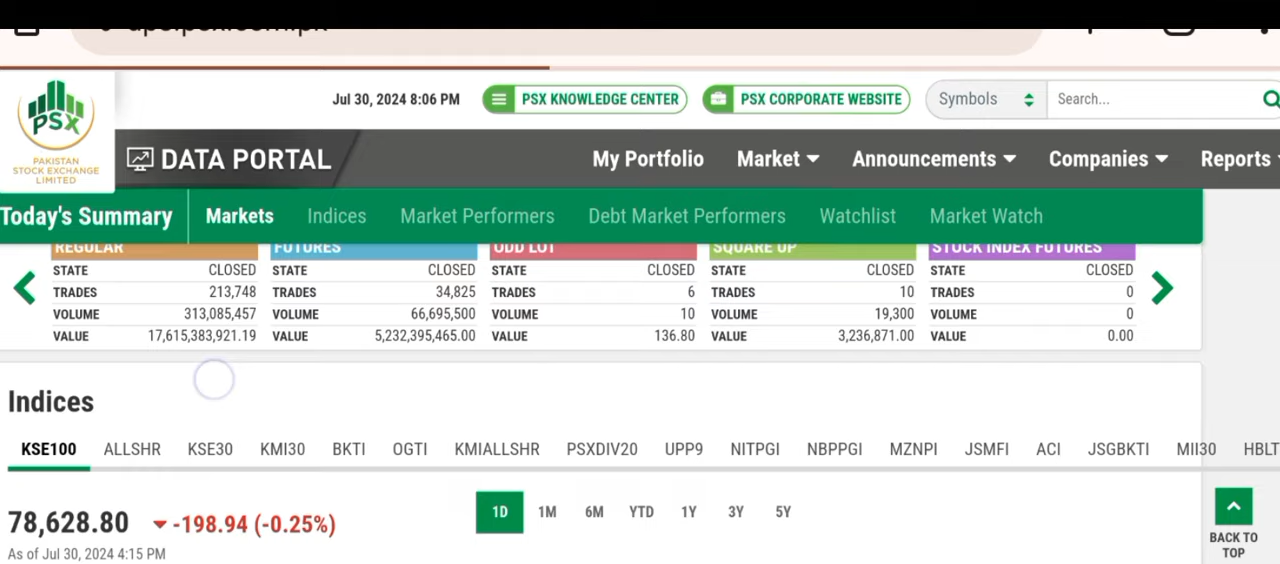 PSX
PAKISTAN
STOCK EXCHANGE
LIMITED
Jul 30, 2024 8:06 PM PSX KNOWLEDGE CENTER PSX CORPORATE WEBSITE Symbols Search...
DATA PORTAL My Portfolio Market Announcements Companies Reports
Today's Summary Markets Indices Market Performers Debt Market Performers Watchlist Market Watch
REGULAR FUTURES ODD LOT SQUARE UP STOCK INDEX FUTURES
STATE CLOSED STATE CLOSED STATE CLOSED STATE CLOSED STATE CLOSED
TRADES 213,748 TRADES 34,825 TRADES 6 TRADES 10 TRADES 0
VOLUME 313,085,457 VOLUME 66,695,500 VOLUME 10 VOLUME 19,300 VOLUME 0
VALUE 17,615,383,921.19 VALUE 5,232,395,465.00 VALUE 136.80 VALUE 3,236,871.00 VALUE 0.00
Indices
KSE100 ALLSHR KSE30 KMI30 BKTI OGTI KMIALLSHR PSXDIV20 UPP9 NITPGI NBPPGI MZNPI JSMFI ACI JSGBKTI MII30 HBLT
78,628.80 -198.94 (-0.25%) 1D 1M 6M YTD 1Y 3Y 5Y
As of Jul 30, 2024 4:15 PM
BACK TO
TOP